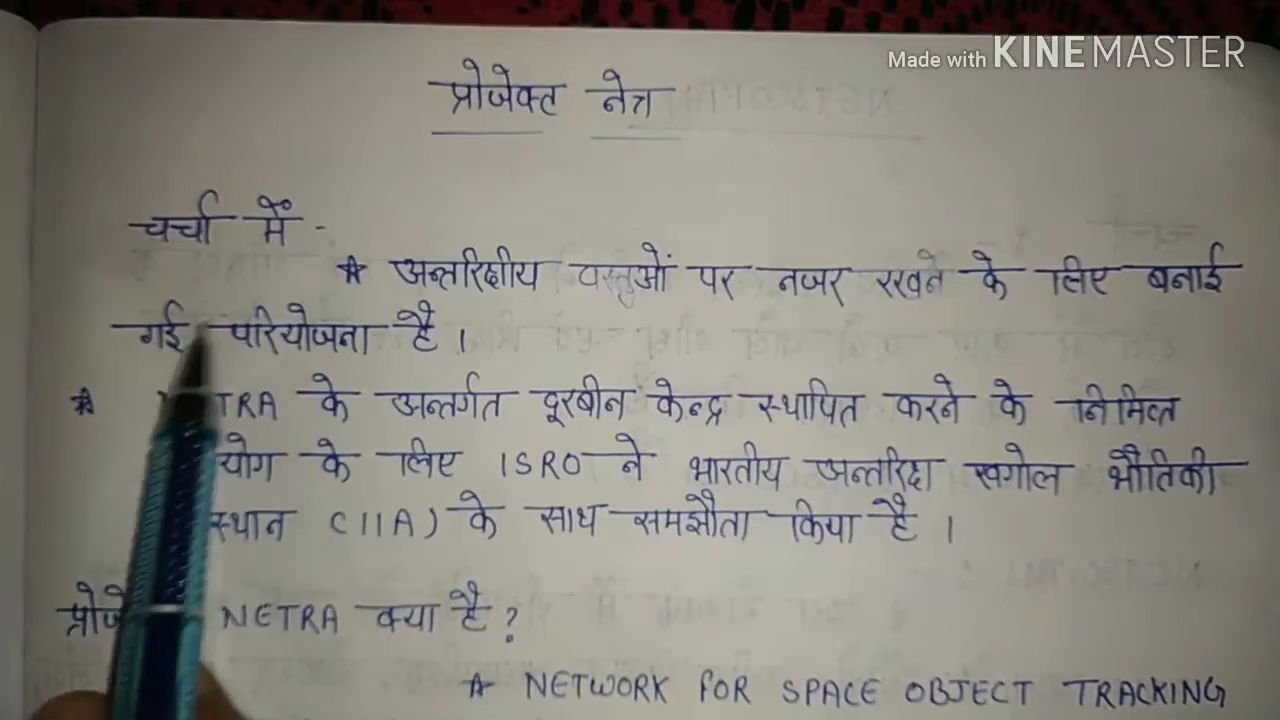 Made with KINEMASTER
प्रोजेक्ट नेत्र
चर्चा में -
* अन्तरिक्षीय वस्तुओं पर नजर रखने के लिए बनाई
गई परियोजना है।
* TRA के अन्तर्गत दूरबीन केन्द्र स्थापित करने के निमित्त
योग के लिए ISRO ने भारतीय अन्तरिक्ष खगोल भौतिकी
स्थान (IIA) के साथ समझौता किया है।
प्रोजे NETRA क्या है?
* NETWORK FOR SPACE OBJECT TRACKING